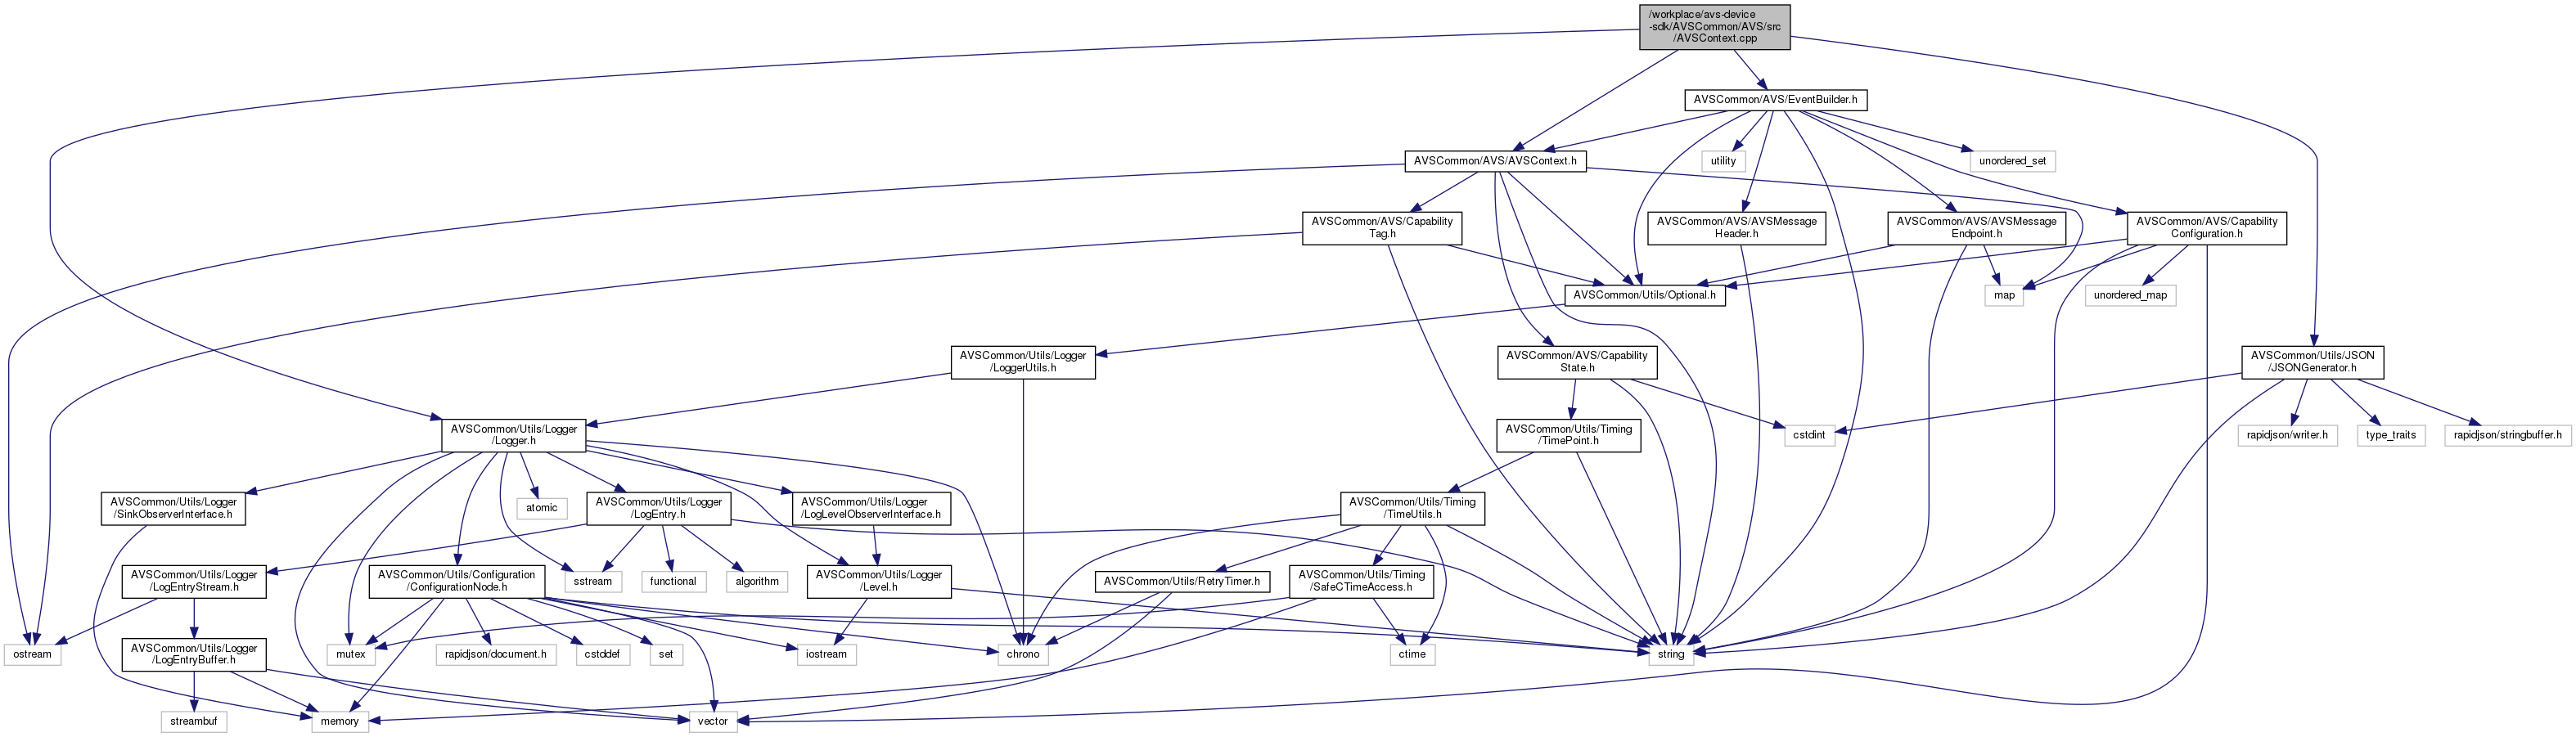 /workplace/avs-device
-sdk/AVSCommon/AVS/src
/AVSContext.cpp
AVSCommon/AVS/EventBuilder.h
AVSCommon/AVS/AVSContext.h
utility
unordered_set
AVSCommon/AVS/Capability
Tag.h
AVSCommon/AVS/AVSMessage
Header.h
AVSCommon/AVS/AVSMessage
Endpoint.h
AVSCommon/AVS/Capability
Configuration.h
AVSCommon/Utils/Optional.h
map
unordered_map
AVSCommon/Utils/Logger
/LoggerUtils.h
AVSCommon/AVS/Capability
State.h
AVSCommon/Utils/JSON
/JSONGenerator.h
AVSCommon/Utils/Logger
/Logger.h
AVSCommon/Utils/Timing
/TimePoint.h
cstdint
rapidjson/writer.h
type_traits
rapidjson/stringbuffer.h
AVSCommon/Utils/Logger
/SinkObserverInterface.h
atomic
AVSCommon/Utils/Logger
/LogEntry.h
AVSCommon/Utils/Logger
/LogLevelObserverInterface.h
AVSCommon/Utils/Timing
/TimeUtils.h
AVSCommon/Utils/Logger
/LogEntryStream.h
AVSCommon/Utils/Configuration
/ConfigurationNode.h
sstream
functional
algorithm
AVSCommon/Utils/Logger
/Level.h
AVSCommon/Utils/RetryTimer.h
AVSCommon/Utils/Timing
/SafeCTimeAccess.h
ostream
AVSCommon/Utils/Logger
/LogEntryBuffer.h
mutex
rapidjson/document.h
cstddef
set
iostream
chrono
ctime
string
streambuf
memory
vector